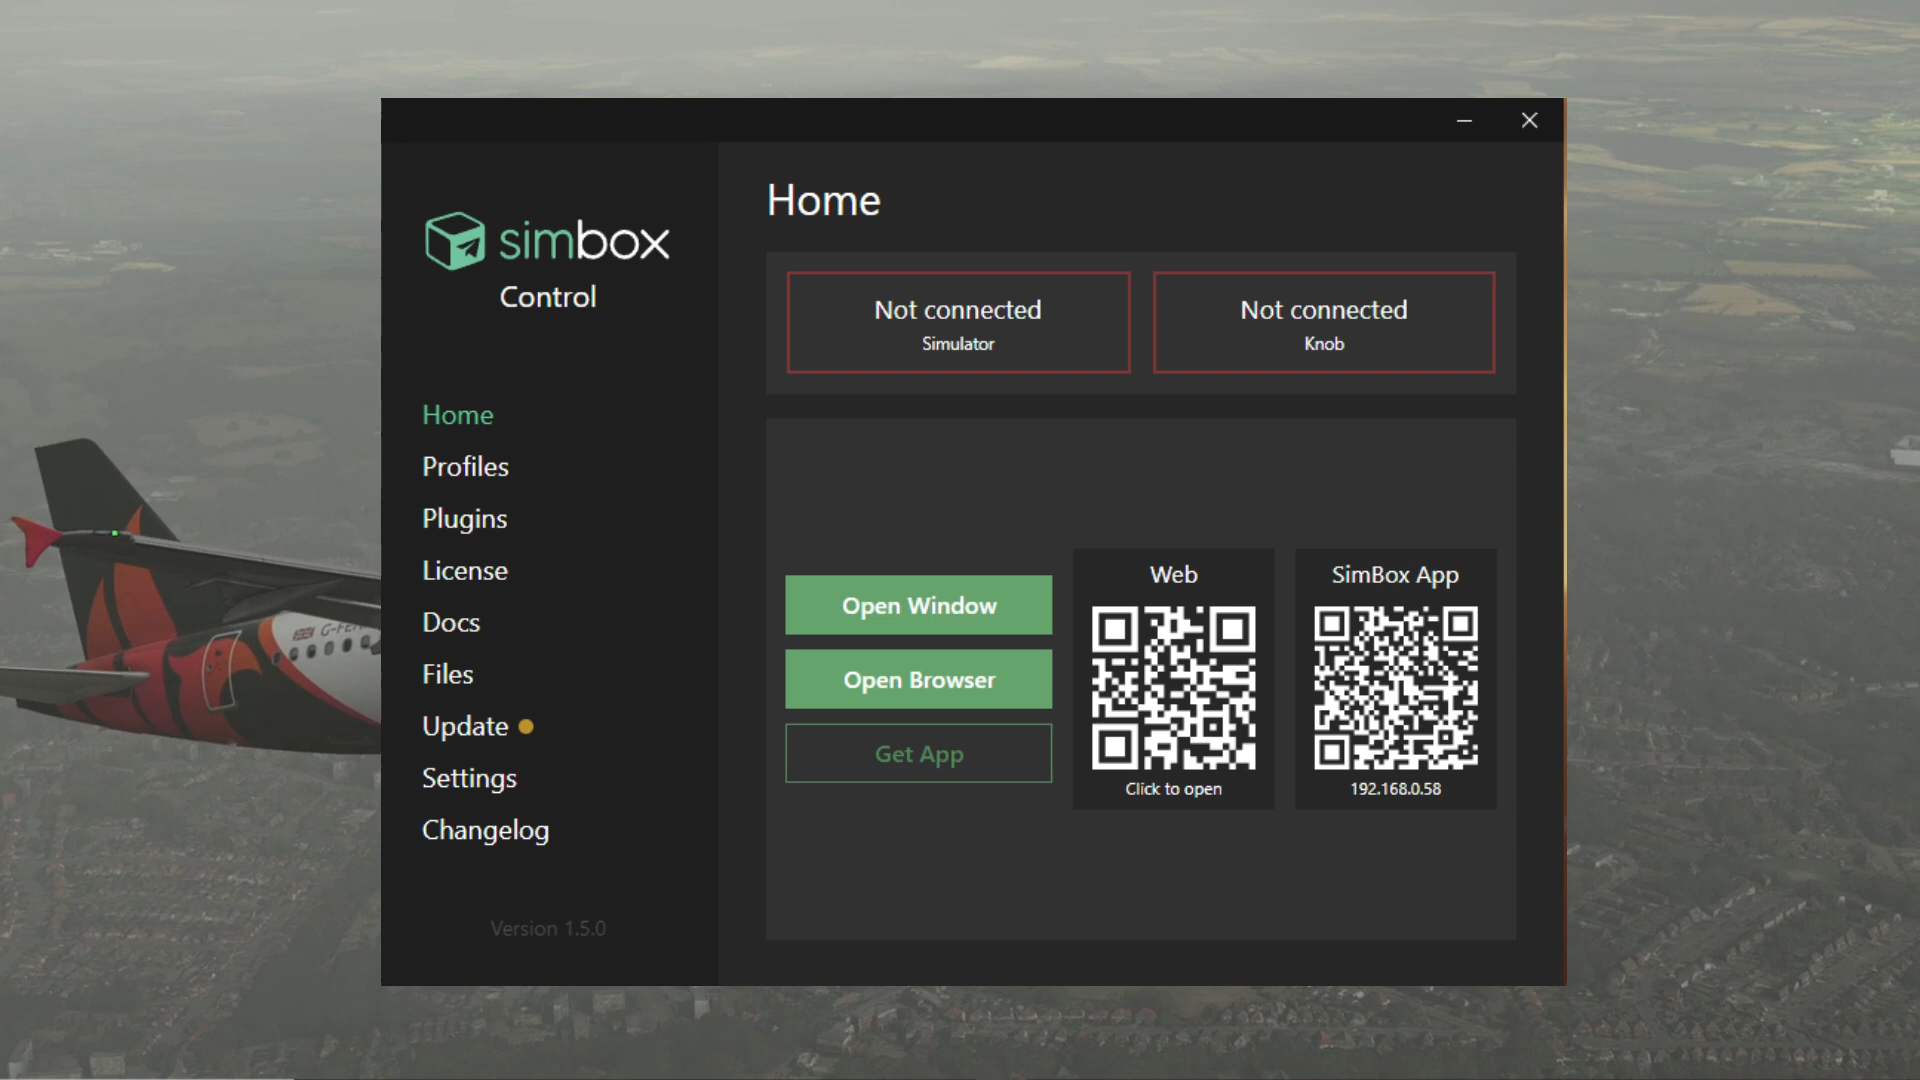 simbox
Control
Home
Profiles
Plugins
License
Docs
Files
Update
Settings
Changelog
Version 1.5.0
Home
Not connected
Simulator
Not connected
Knob
Open Window
Open Browser
Get App
Web
Click to open
SimBox App
192.168.0.58